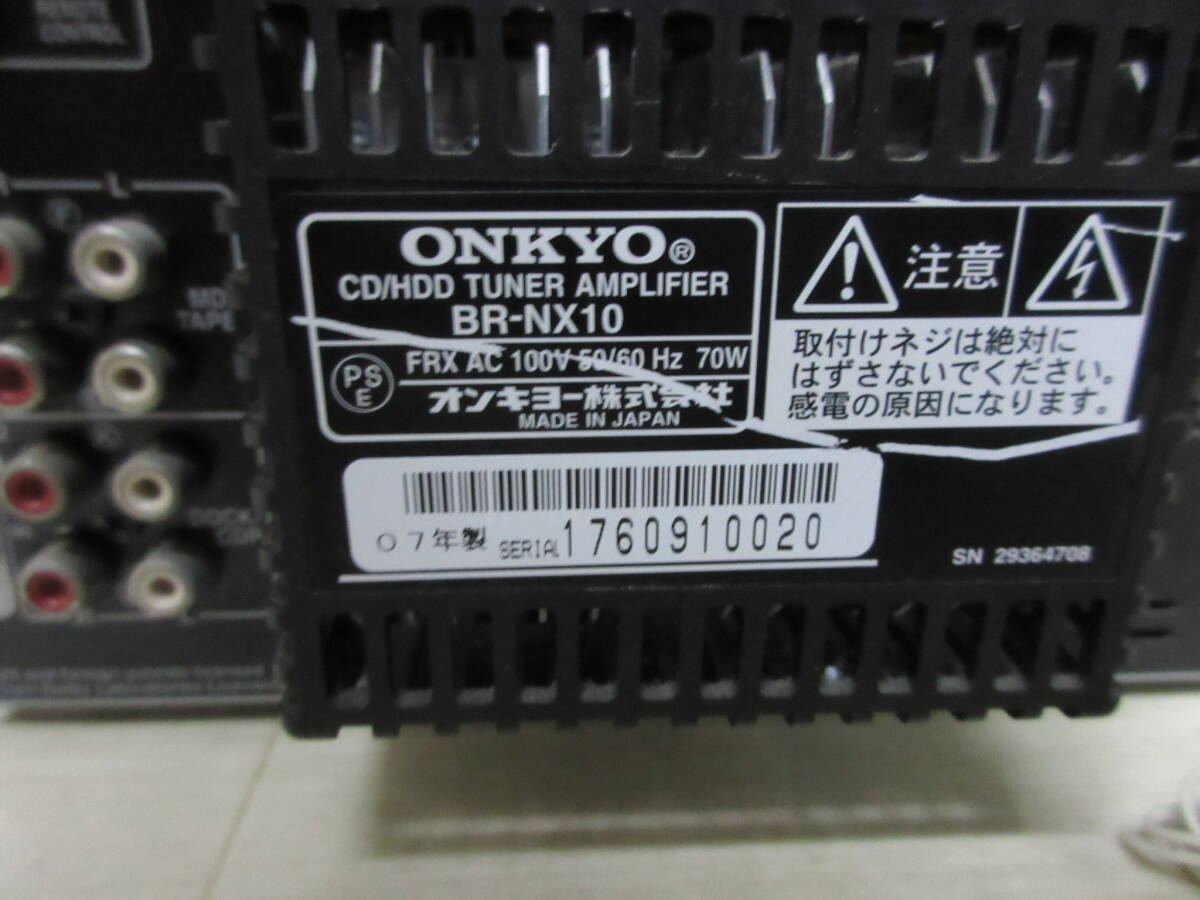 REMOTE
CONTROL
L
MD
TAPE
ONKYO®
CD/HDD TUNER AMPLIFIER
BR-NX10
PS
E
FRX AC 100V 50/60 Hz 70W
オンキヨー株式会社
MADE IN JAPAN
注意
取付けネジは絶対に
はずさないでください。
感電の原因になります。
07年製 SERIAL 1760910020
SN 29364708
DOCK